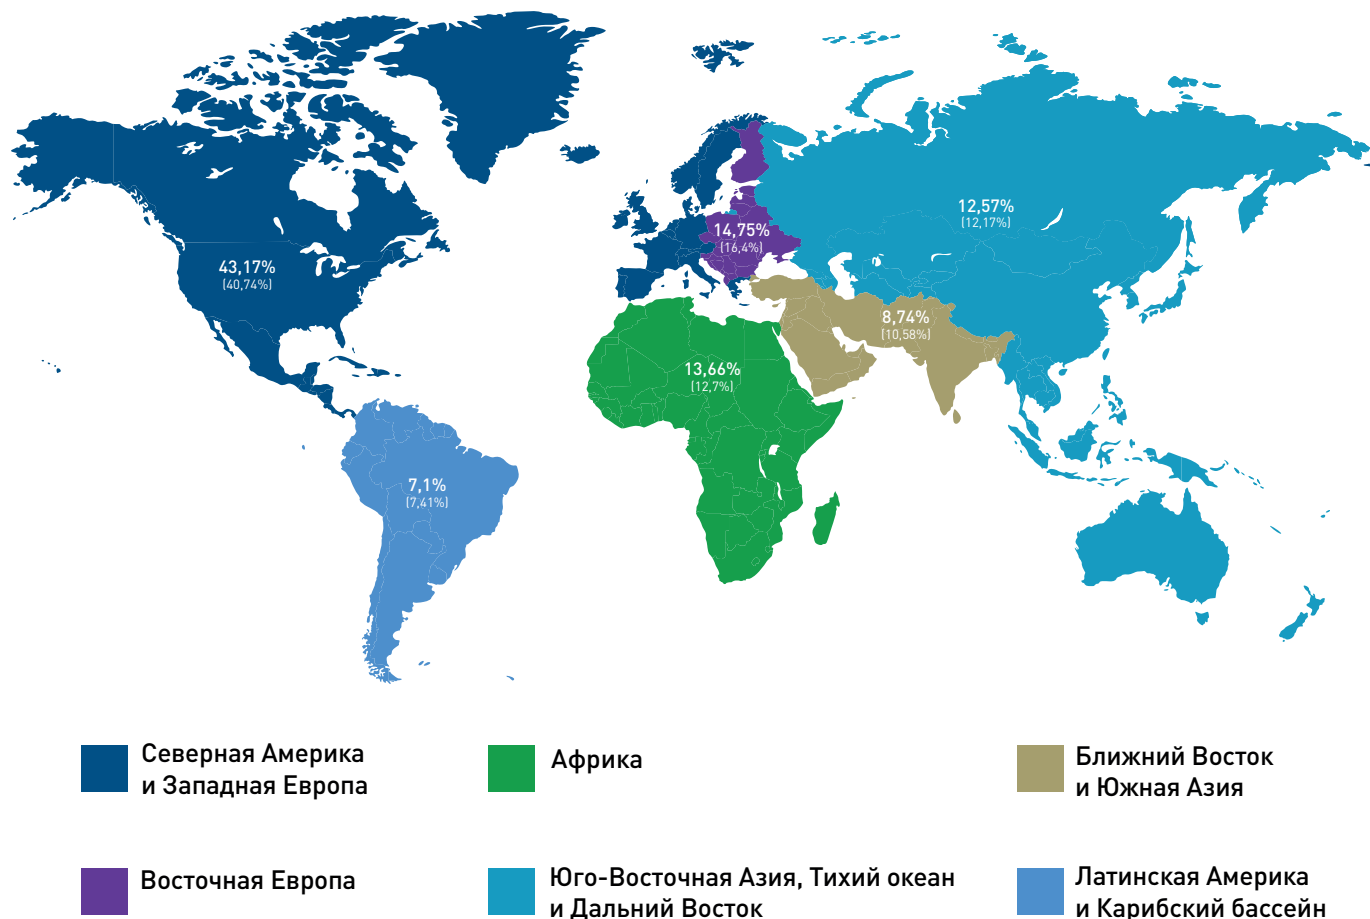 12,57%
(12,17%)
14,75%
(16,4%)
43,17%
(40,74%)
8,74%
(10,58%)
13,66%
(12,7%)
7,1%
(7,41%)
Северная Америка
и Западная Европа
Африка
Ближний Восток
и Южная Азия
Восточная Европа
Юго-Восточная Азия, Тихий океан
и Дальний Восток
Латинская Америка
и Карибский бассейн